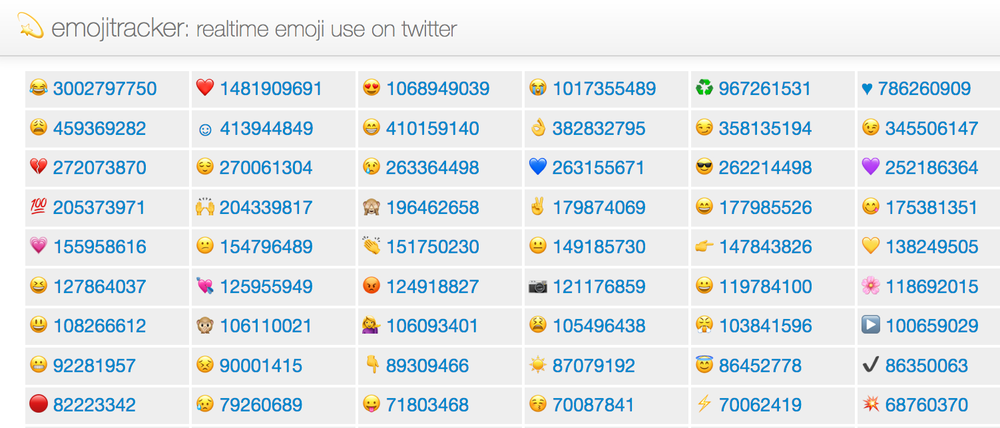 💫 emojitracker: realtime emoji use on twitter
😂 3002797750 ❤️ 1481909691 😍 1068949039 😭 1017355489 ♻️ 967261531 ♥ 786260909
😩 459369282 ☺ 413944849 😁 410159140 👌 382832795 😏 358135194 😉 345506147
💔 272073870 😌 270061304 😢 263364498 💙 263155671 😎 262214498 💜 252186364
💯 205373971 🙌 204339817 🙈 196462658 ✌️ 179874069 😄 177985526 😋 175381351
💗 155958616 😕 154796489 👏 151750230 😐 149185730 👉 147843826 💛 138249505
😆 127864037 💘 125955949 😡 124918827 📷 121176859 😀 119784100 🌸 118692015
😃 108266612 🙊 106110021 💁 106093401 😫 105496438 😤 103841596 ▶️ 100659029
😬 92281957 😣 90001415 👇 89309466 ☀️ 87079192 😇 86452778 ✔ 86350063
🔴 82223342 😥 79260689 😛 71803468 😚 70087841 ⚡ 70062419 💥 68760370